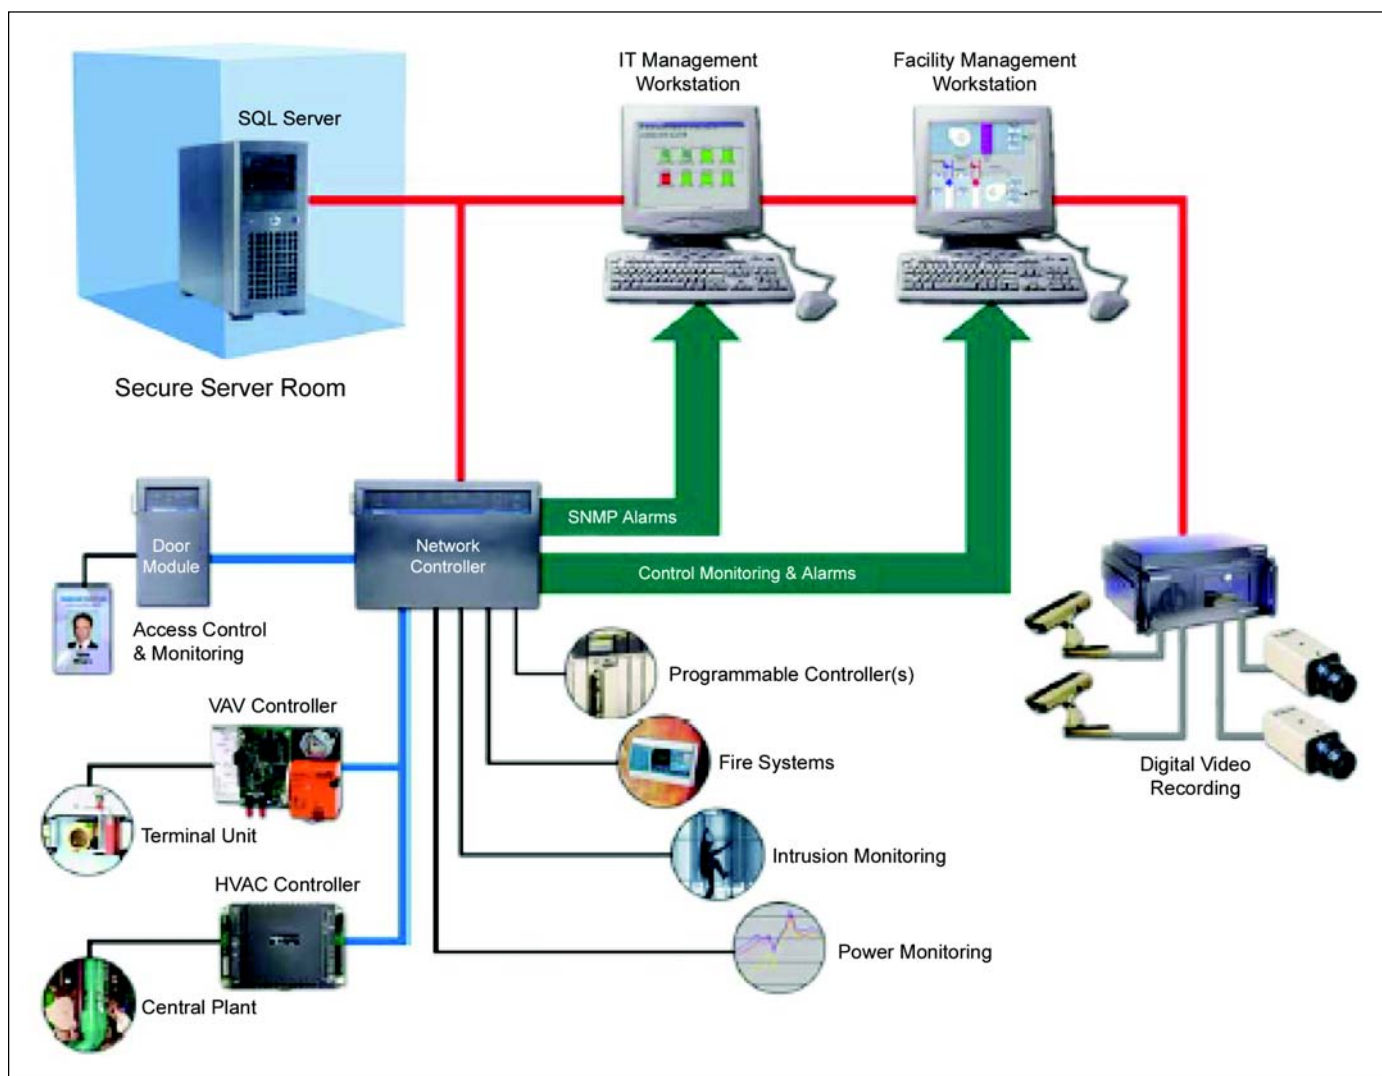 IT Management
Workstation
Facility Management
Workstation
SQL Server
Secure Server Room
SNMP Alarms
Door
Module
Network
Controller
Control Monitoring & Alarms
Access Control
& Monitoring
Programmable Controller(s)
VAV Controller
Fire Systems
Digital Video
Recording
Terminal Unit
Intrusion Monitoring
HVAC Controller
Power Monitoring
Central Plant